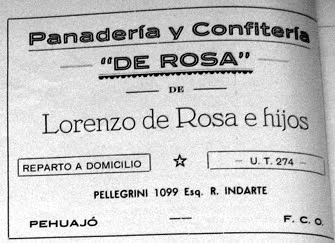 Panadería y Confitería
"DE ROSA"
— DE —
Lorenzo de Rosa e hijos
REPARTO A DOMICILIO ☆ — U. T. 274 —
PELLEGRINI 1099 Esq. R. INDARTE
PEHUAJÓ — F. C. O.